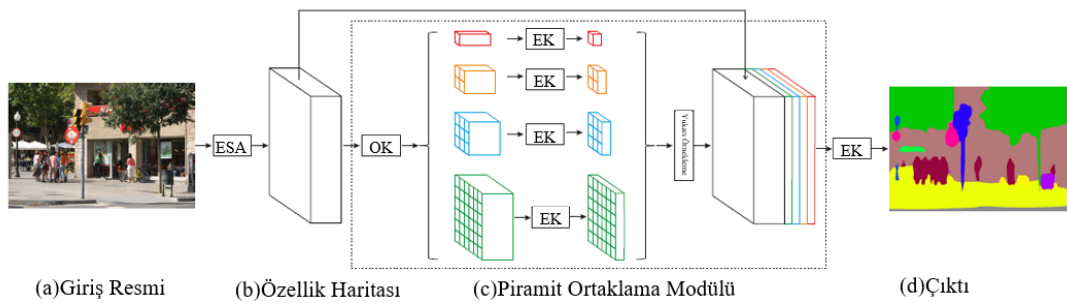 EK
EK
EK
EK
ESA
OK
Yukarı Örnekleme
EK
(a)Giriş Resmi
(b)Özellik Haritası
(c)Piramit Ortaklama Modülü
(d)Çıktı